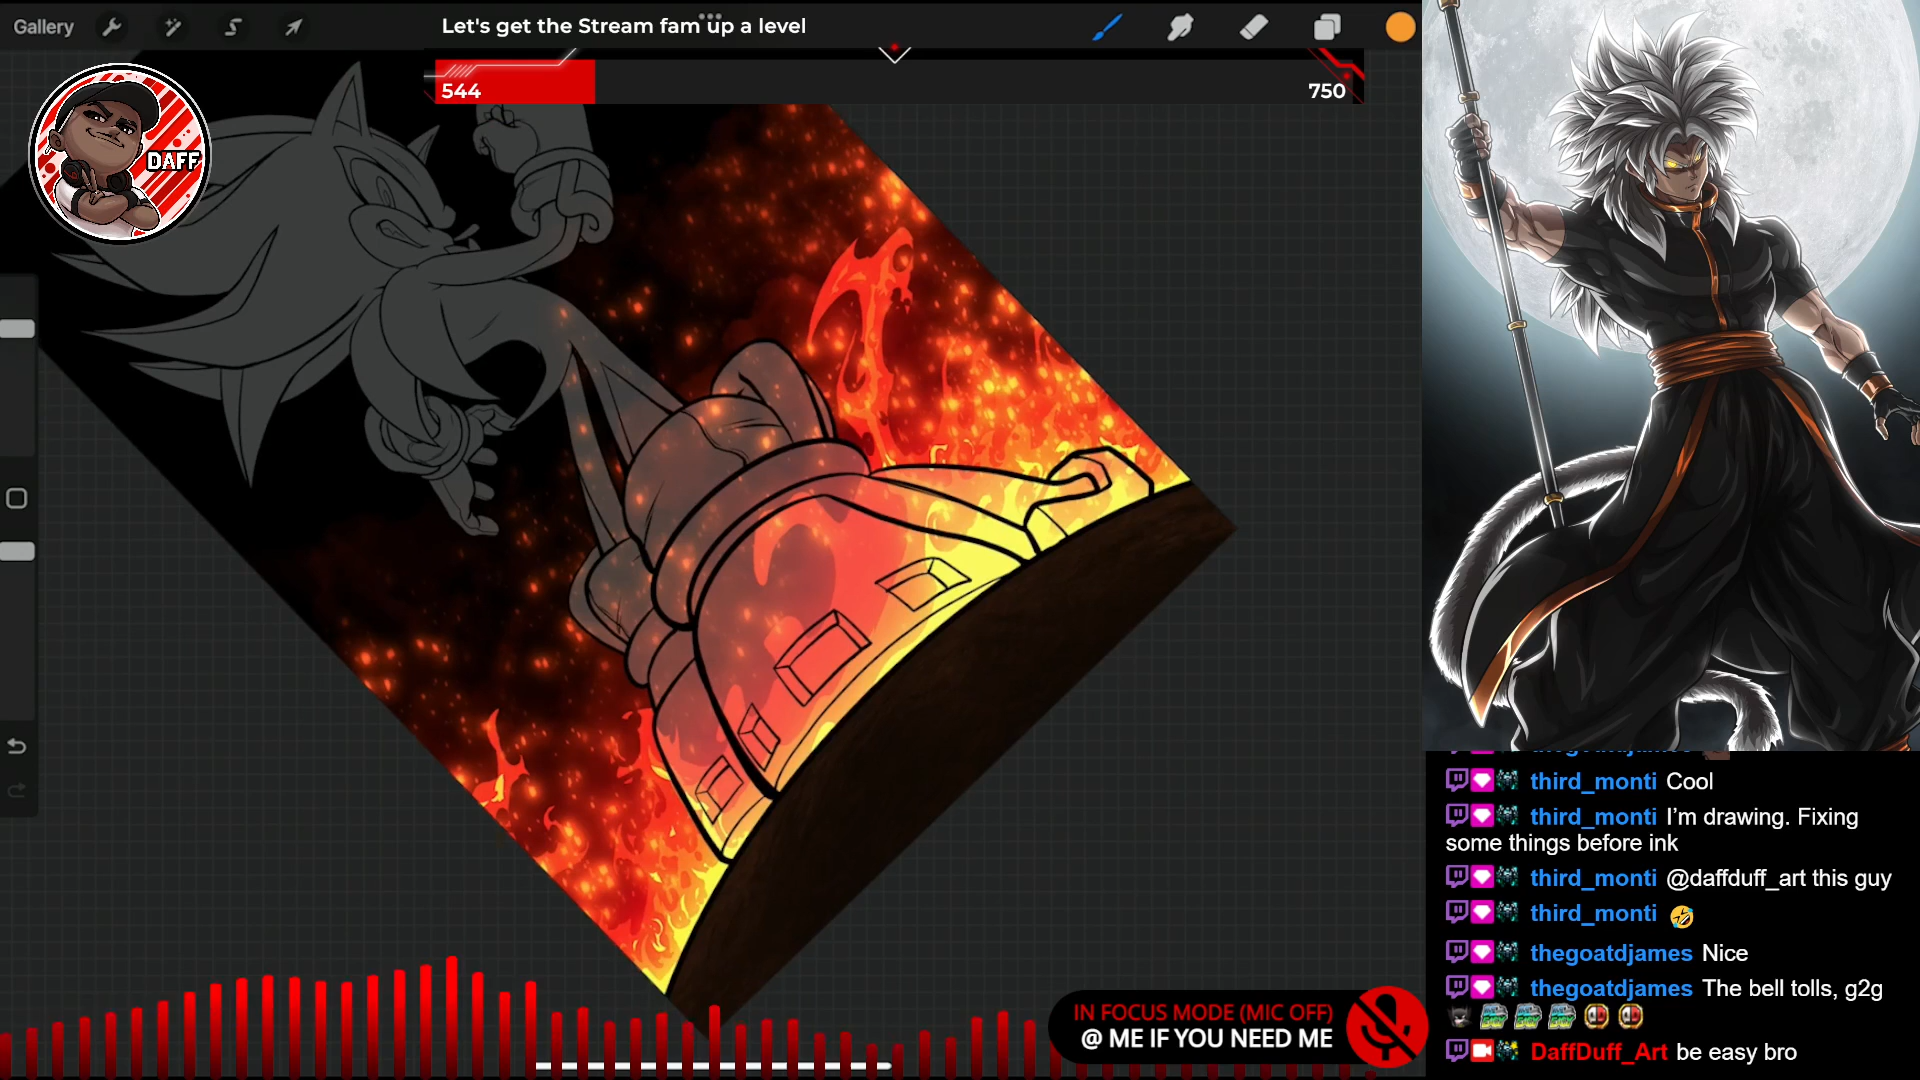 Gallery
Let's get the Stream fam up a level
544
750
DAFF
third_monti Cool
third_monti I'm drawing. Fixing
some things before ink
third_monti @daffduff_art this guy
third_monti 🤣
thegoatdjames Nice
thegoatdjames The bell tolls, g2g
DaffDuff_Art be easy bro
IN FOCUS MODE (MIC OFF)
@ ME IF YOU NEED ME